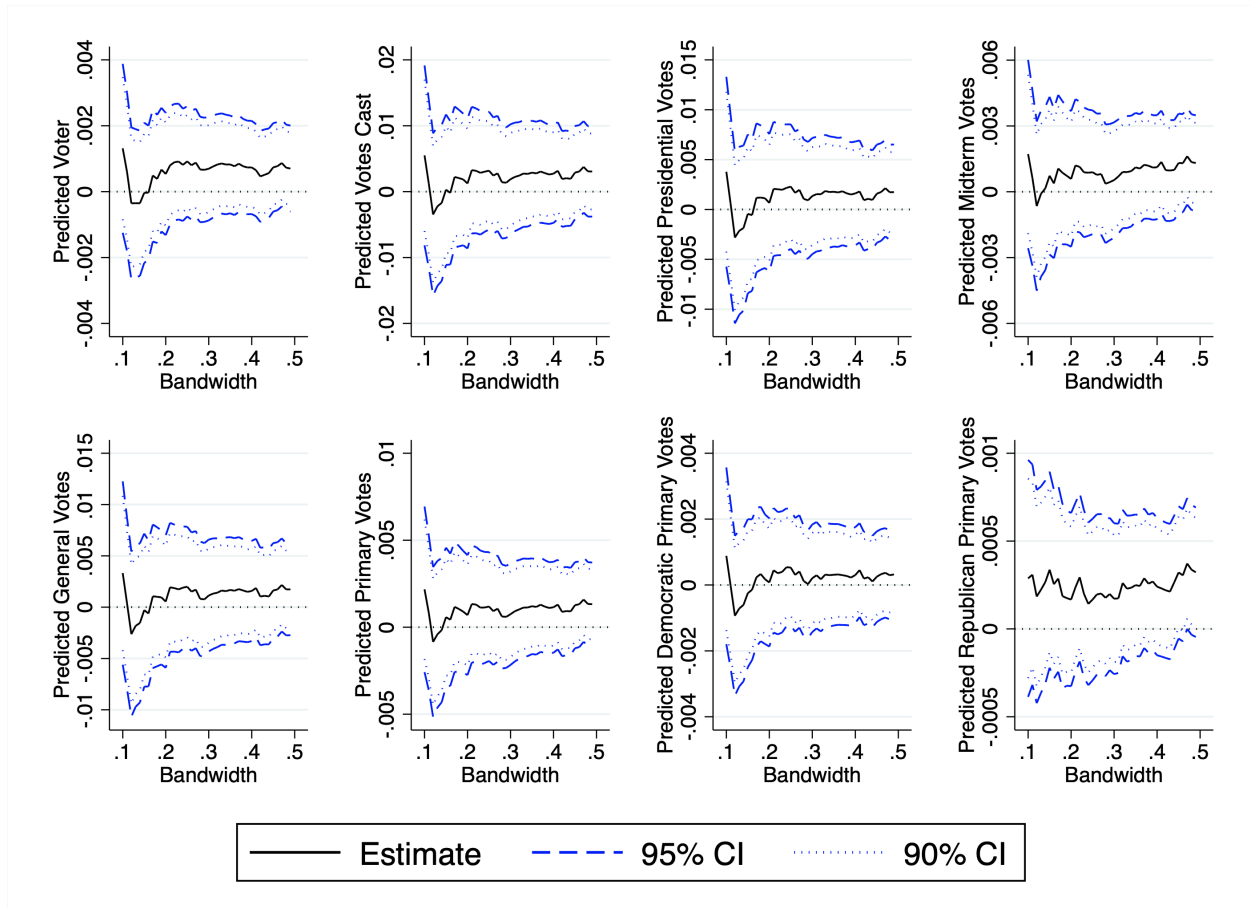 Predicted Voter
.004
.002
0
-.002
-.004
.1 .2 .3 .4 .5
Bandwidth
Predicted Votes Cast
.02
.01
0
-.01
-.02
.1 .2 .3 .4 .5
Bandwidth
Predicted Presidential Votes
.015
.01
.005
0
-.005
-.01
.1 .2 .3 .4 .5
Bandwidth
Predicted Midterm Votes
.006
.003
0
-.003
-.006
.1 .2 .3 .4 .5
Bandwidth
Predicted General Votes
.015
.01
.005
0
-.005
-.01
.1 .2 .3 .4 .5
Bandwidth
Predicted Primary Votes
.01
.005
0
-.005
.1 .2 .3 .4 .5
Bandwidth
Predicted Democratic Primary Votes
.004
.002
0
-.002
-.004
.1 .2 .3 .4 .5
Bandwidth
Predicted Republican Primary Votes
.001
.0005
0
-.0005
.1 .2 .3 .4 .5
Bandwidth
Estimate 95% CI 90% CI